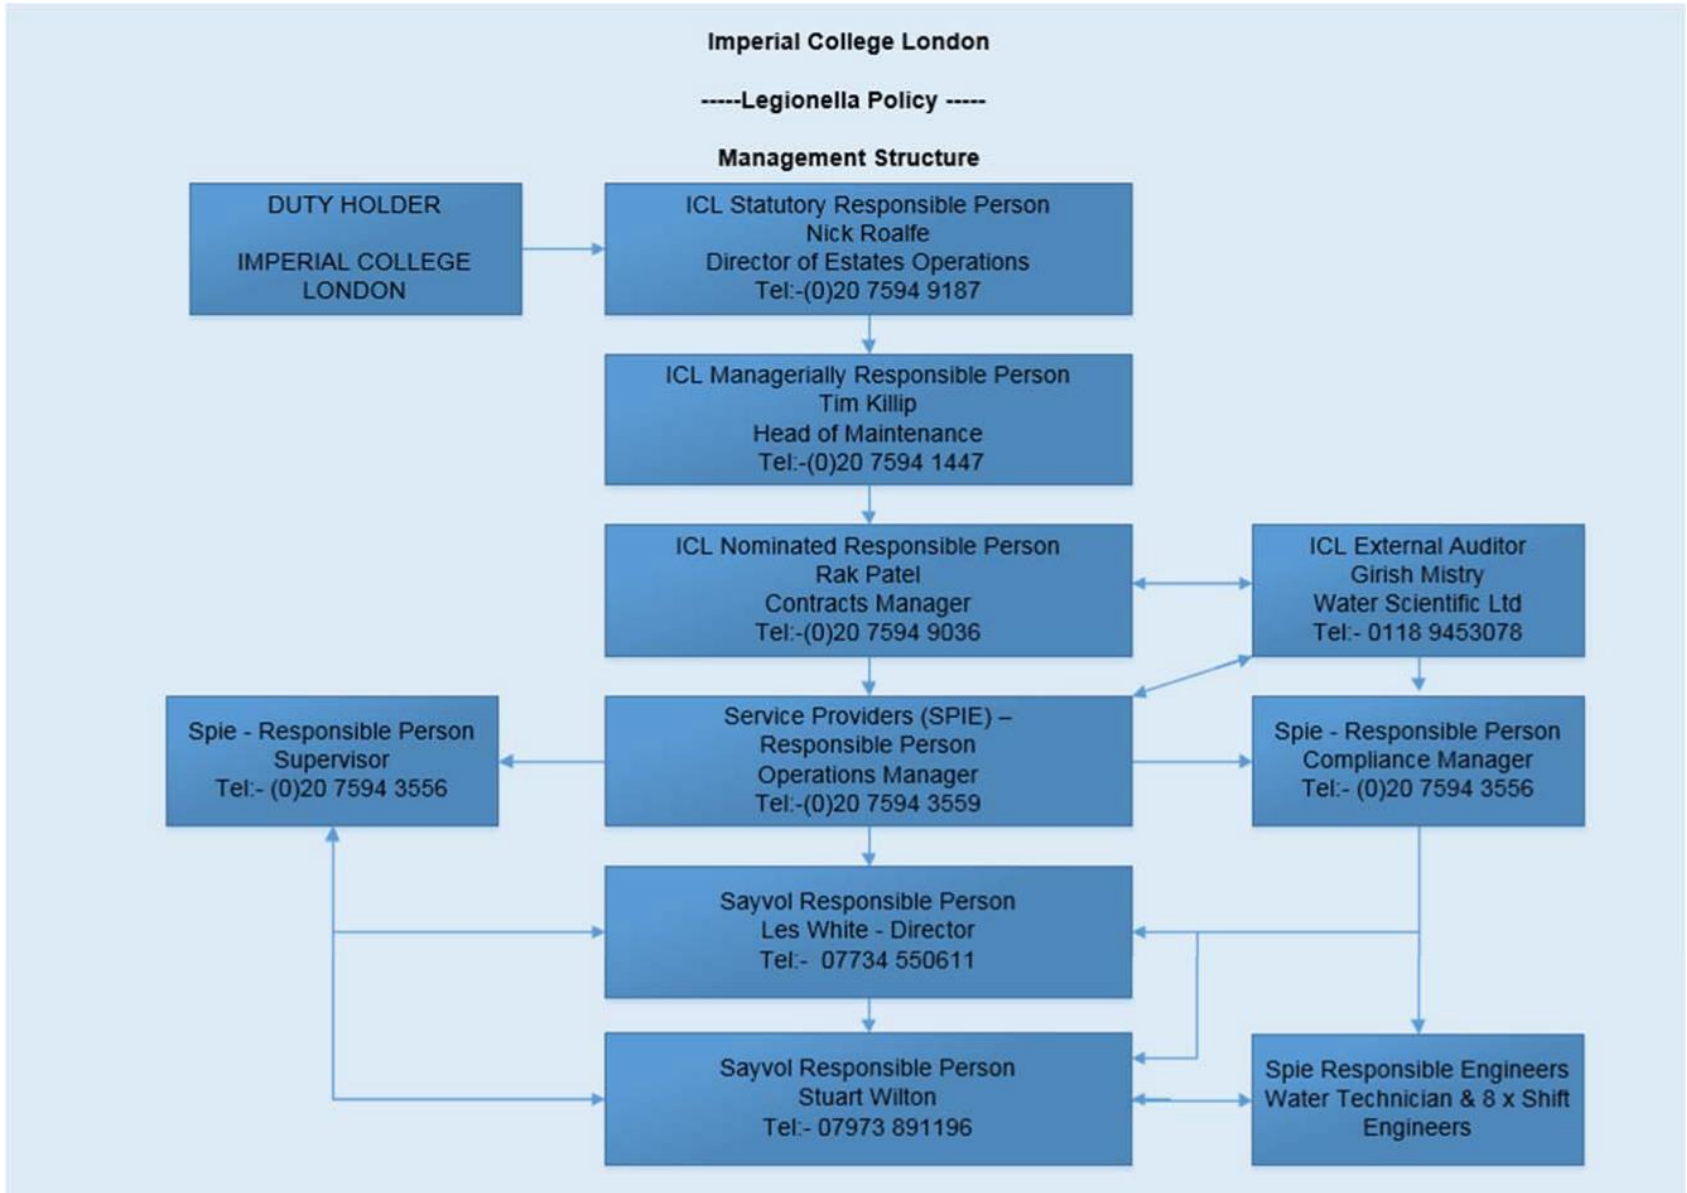 Imperial College London
-----Legionella Policy -----
Management Structure
DUTY HOLDER
IMPERIAL COLLEGE
LONDON
ICL Statutory Responsible Person
Nick Roalfe
Director of Estates Operations
Tel:-(0)20 7594 9187
ICL Managerially Responsible Person
Tim Killip
Head of Maintenance
Tel:-(0)20 7594 1447
ICL Nominated Responsible Person
Rak Patel
Contracts Manager
Tel:-(0)20 7594 9036
ICL External Auditor
Girish Mistry
Water Scientific Ltd
Tel:- 0118 9453078
Spie - Responsible Person
Supervisor
Tel:- (0)20 7594 3556
Service Providers (SPIE) –
Responsible Person
Operations Manager
Tel:-(0)20 7594 3559
Spie - Responsible Person
Compliance Manager
Tel:- (0)20 7594 3556
Sayvol Responsible Person
Les White - Director
Tel:-  07734 550611
Sayvol Responsible Person
Stuart Wilton
Tel:- 07973 891196
Spie Responsible Engineers
Water Technician & 8 x Shift
Engineers